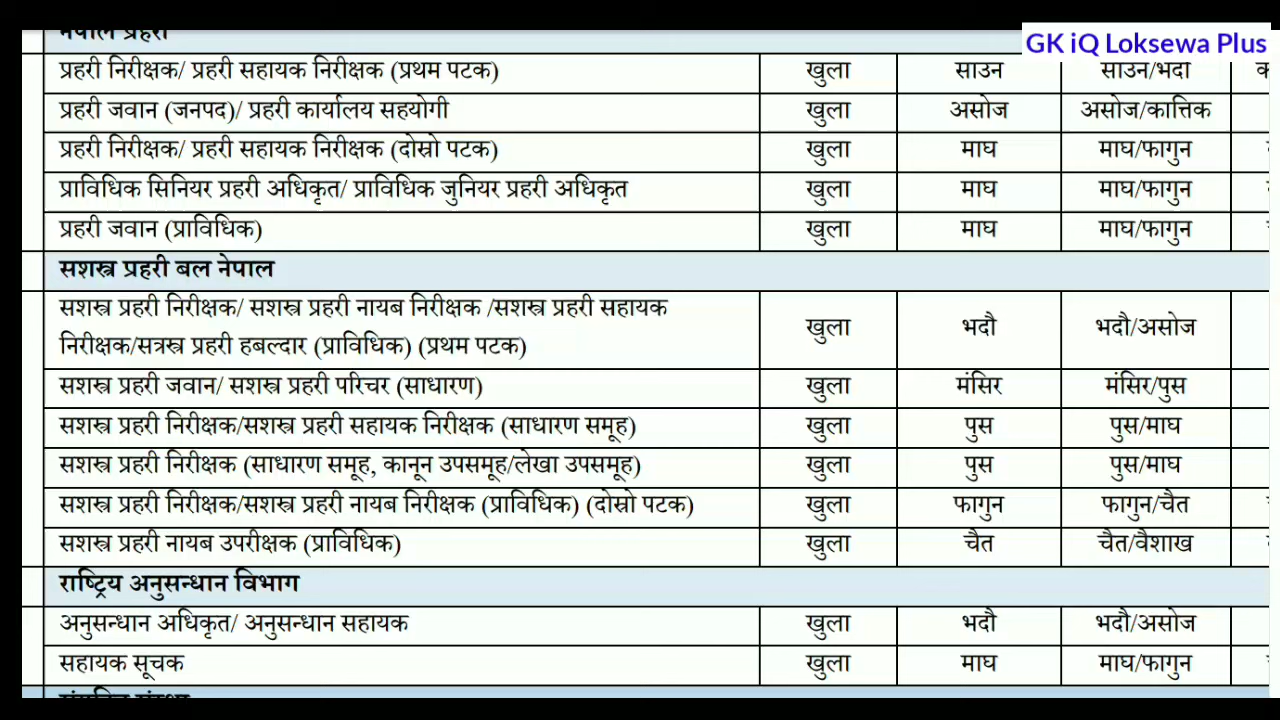 नेपाल प्रहरी
GK iQ Loksewa Plus
प्रहरी निरीक्षक/ प्रहरी सहायक निरीक्षक (प्रथम पटक) खुला साउन साउन/भदा
प्रहरी जवान (जनपद)/ प्रहरी कार्यालय सहयोगी खुला असोज असोज/कात्तिक
प्रहरी निरीक्षक/ प्रहरी सहायक निरीक्षक (दोस्रो पटक) खुला माघ माघ/फागुन
प्राविधिक सिनियर प्रहरी अधिकृत/ प्राविधिक जुनियर प्रहरी अधिकृत खुला माघ माघ/फागुन
प्रहरी जवान (प्राविधिक) खुला माघ माघ/फागुन
सशस्त्र प्रहरी बल नेपाल
सशस्त्र प्रहरी निरीक्षक/ सशस्त्र प्रहरी नायब निरीक्षक /सशस्त्र प्रहरी सहायक
निरीक्षक/सत्रस्त्र प्रहरी हबल्दार (प्राविधिक) (प्रथम पटक) खुला भदौ भदौ/असोज
सशस्त्र प्रहरी जवान/ सशस्त्र प्रहरी परिचर (साधारण) खुला मंसिर मंसिर/पुस
सशस्त्र प्रहरी निरीक्षक/सशस्त्र प्रहरी सहायक निरीक्षक (साधारण समूह) खुला पुस पुस/माघ
सशस्त्र प्रहरी निरीक्षक (साधारण समूह, कानून उपसमूह/लेखा उपसमूह) खुला पुस पुस/माघ
सशस्त्र प्रहरी निरीक्षक/सशस्त्र प्रहरी नायब निरीक्षक (प्राविधिक) (दोस्रो पटक) खुला फागुन फागुन/चैत
सशस्त्र प्रहरी नायब उपरीक्षक (प्राविधिक) खुला चैत चैत/वैशाख
राष्ट्रिय अनुसन्धान विभाग
अनुसन्धान अधिकृत/ अनुसन्धान सहायक खुला भदौ भदौ/असोज
सहायक सूचक खुला माघ माघ/फागुन